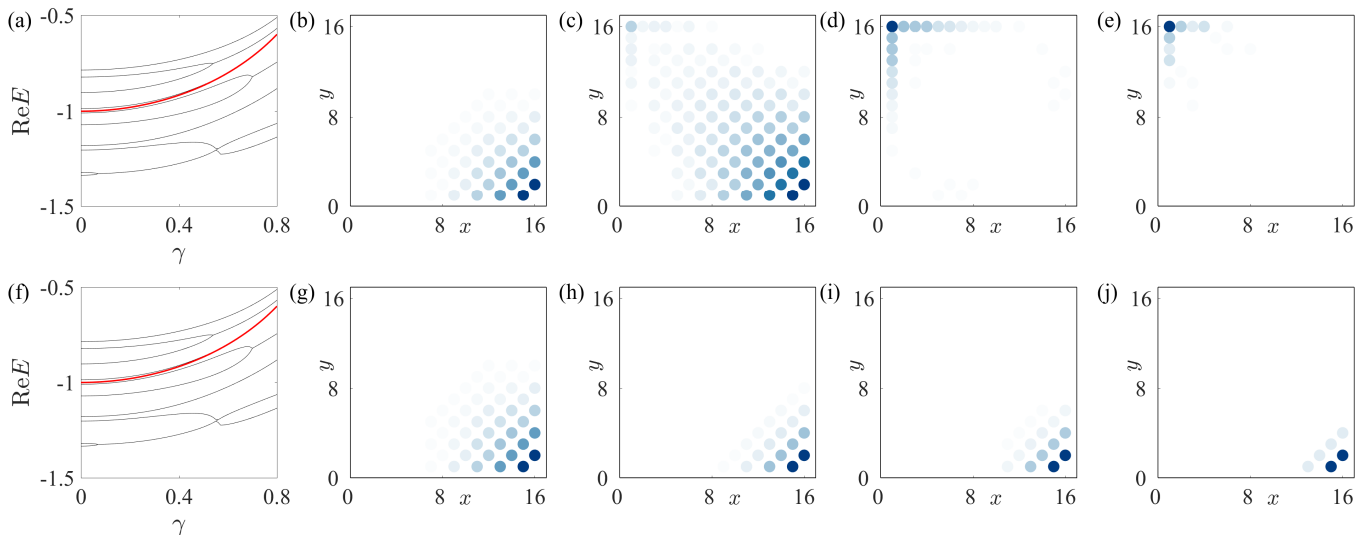 (a) (b) (c) (d) (e)
-0.5 16 16 16 16
ReE -1 y 8 y 8 y 8 y 8
-1.5 0 0 0 0
0 0.4 0.8 0 8 x 16 0 8 x 16 0 8 x 16 0 8 x 16
γ
(f) (g) (h) (i) (j)
-0.5 16 16 16 16
ReE -1 y 8 y 8 y 8 y 8
-1.5 0 0 0 0
0 0.4 0.8 0 8 x 16 0 8 x 16 0 8 x 16 0 8 x 16
γ